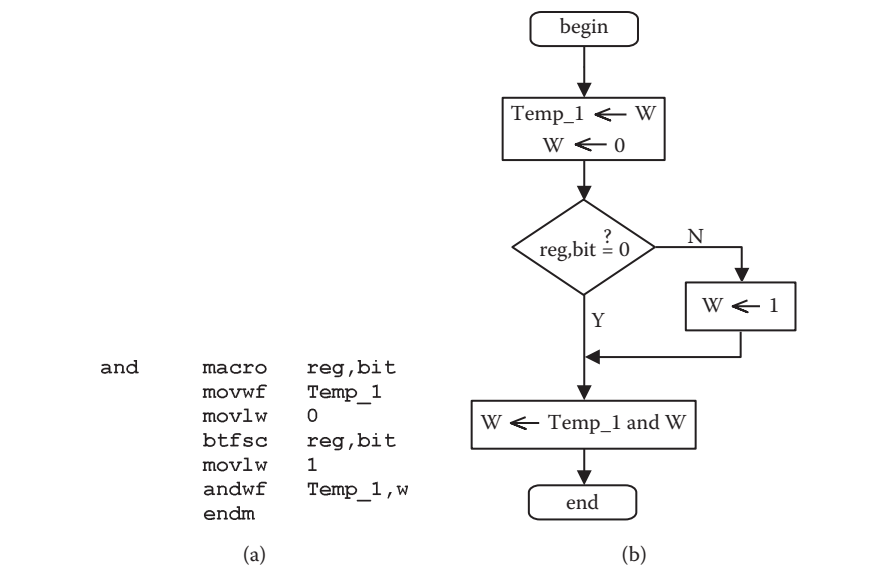 and macro reg,bit
movwf Temp_1
movlw 0
btfsc reg,bit
movlw 1
andwf Temp_1,w
endm
(a)
begin
Temp_1 ← W
W ← 0
?
reg,bit = 0
N
W ← 1
Y
W ← Temp_1 and W
end
(b)